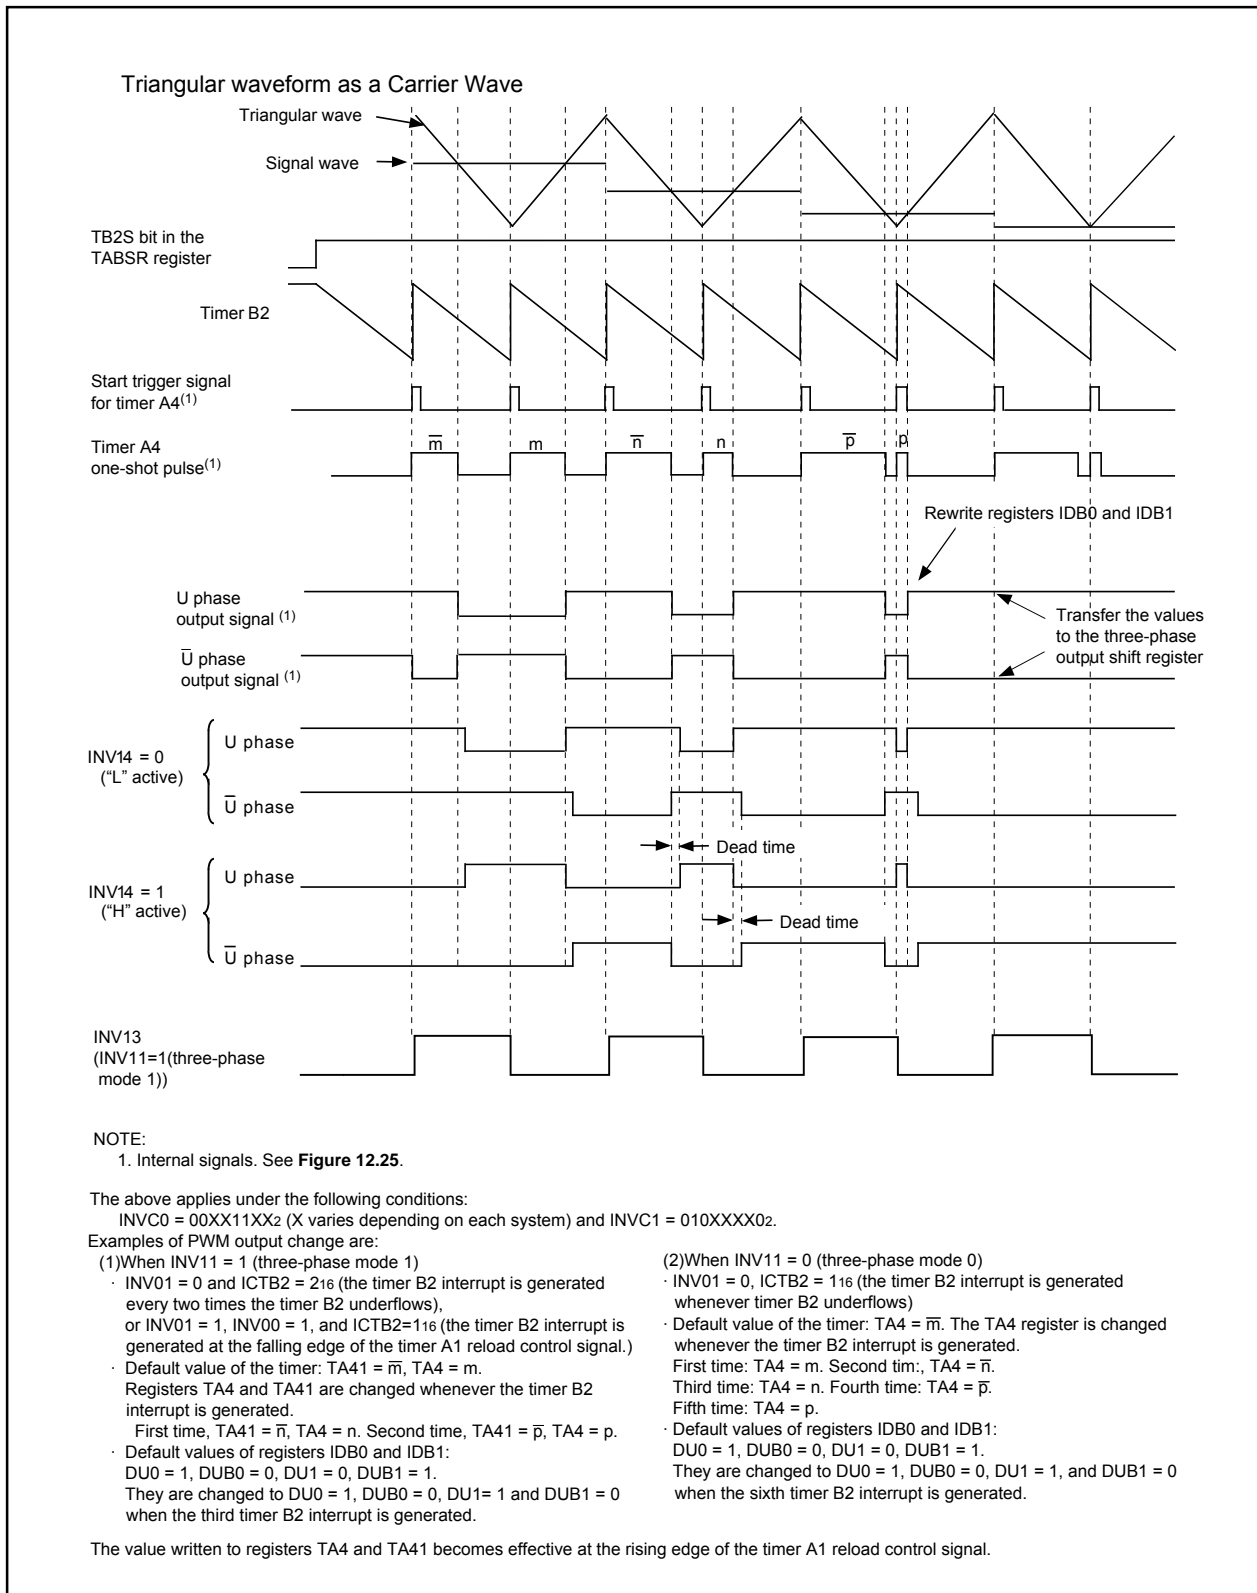 Triangular waveform as a Carrier Wave
Triangular wave
Signal wave
TB2S bit in the
TABSR register
Timer B2
Start trigger signal
for timer A4(1)
Timer A4
one-shot pulse(1)
m̅
m
n̅
n
p̅
p
Rewrite registers IDB0 and IDB1
U phase
output signal (1)
Transfer the values
to the three-phase
output shift register
U̅ phase
output signal (1)
INV14 = 0
("L" active)
U phase
U̅ phase
Dead time
INV14 = 1
("H" active)
U phase
Dead time
U̅ phase
INV13
(INV11=1(three-phase
mode 1))
NOTE:
1. Internal signals. See Figure 12.25.
The above applies under the following conditions:
INVC0 = 00XX11XX2 (X varies depending on each system) and INVC1 = 010XXXX02.
Examples of PWM output change are:
(1)When INV11 = 1 (three-phase mode 1)
· INV01 = 0 and ICTB2 = 216 (the timer B2 interrupt is generated
every two times the timer B2 underflows),
or INV01 = 1, INV00 = 1, and ICTB2=116 (the timer B2 interrupt is
generated at the falling edge of the timer A1 reload control signal.)
· Default value of the timer: TA41 = m̅, TA4 = m.
Registers TA4 and TA41 are changed whenever the timer B2
interrupt is generated.
First time, TA41 = n̅, TA4 = n. Second time, TA41 = p̅, TA4 = p.
· Default values of registers IDB0 and IDB1:
DU0 = 1, DUB0 = 0, DU1 = 0, DUB1 = 1.
They are changed to DU0 = 1, DUB0 = 0, DU1= 1 and DUB1 = 0
when the third timer B2 interrupt is generated.
(2)When INV11 = 0 (three-phase mode 0)
· INV01 = 0, ICTB2 = 116 (the timer B2 interrupt is generated
whenever timer B2 underflows)
· Default value of the timer: TA4 = m̅. The TA4 register is changed
whenever the timer B2 interrupt is generated.
First time: TA4 = m. Second tim:, TA4 = n̅.
Third time: TA4 = n. Fourth time: TA4 = p̅.
Fifth time: TA4 = p.
· Default values of registers IDB0 and IDB1:
DU0 = 1, DUB0 = 0, DU1 = 0, DUB1 = 1.
They are changed to DU0 = 1, DUB0 = 0, DU1 = 1, and DUB1 = 0
when the sixth timer B2 interrupt is generated.
The value written to registers TA4 and TA41 becomes effective at the rising edge of the timer A1 reload control signal.